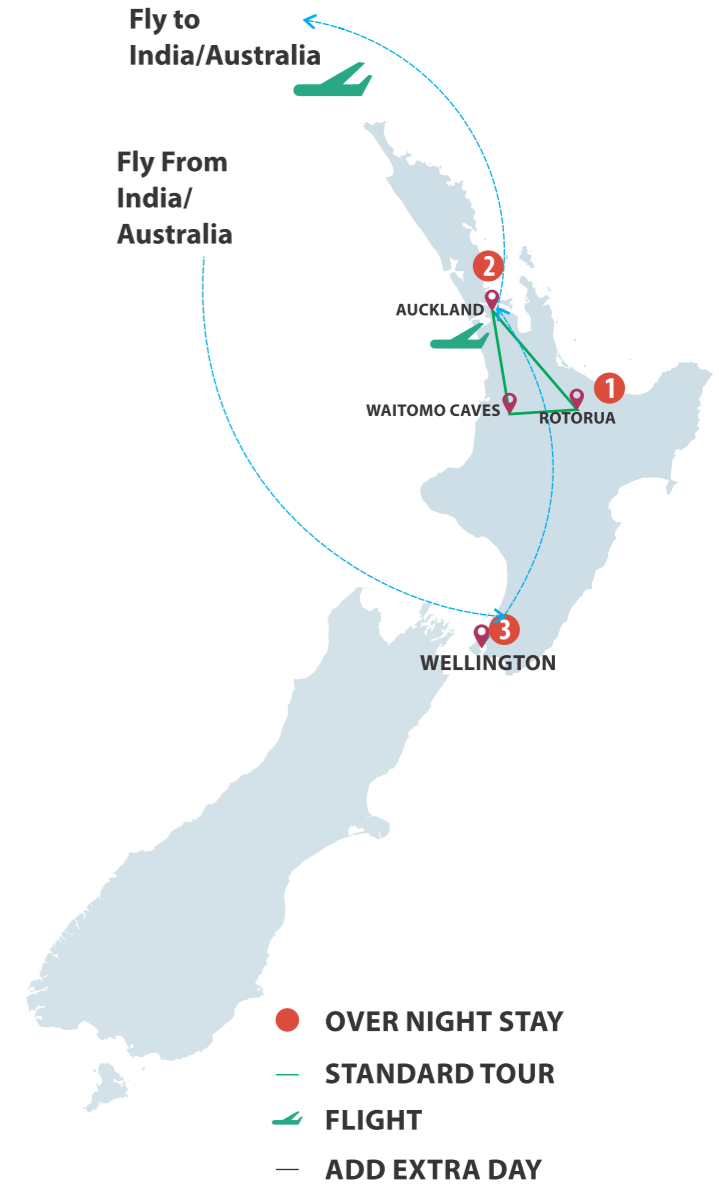 Fly to
India/Australia
Fly From
India/
Australia
2
AUCKLAND
1
WAITOMO CAVES
ROTORUA
3
WELLINGTON
OVER NIGHT STAY
STANDARD TOUR
FLIGHT
ADD EXTRA DAY